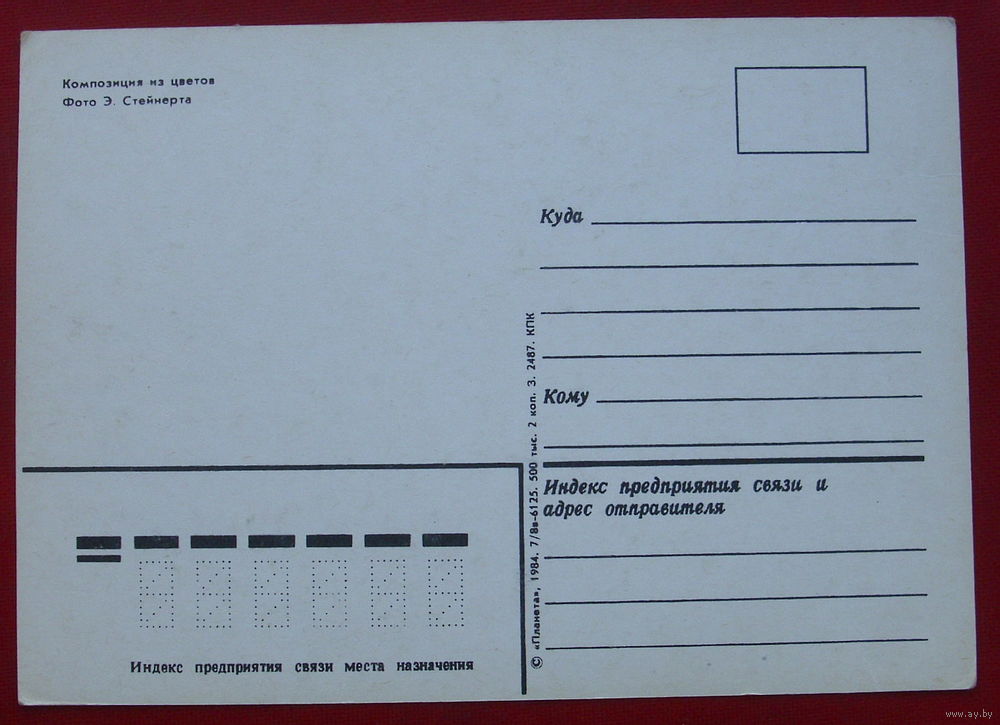 Композиция из цветов
Фото Э. Стейнерта
Куда
Кому
Индекс предприятия связи и
адрес отправителя
© «Планета», 1984. 7/8в-6125. 500 тыс. 2 коп. З. 2487. КПК
Индекс предприятия связи места назначения
www.ay.by